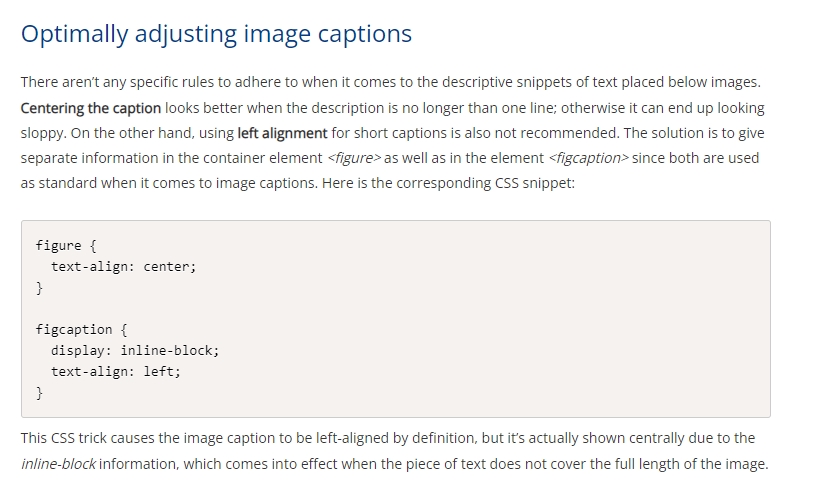 Optimally adjusting image captions
There aren't any specific rules to adhere to when it comes to the descriptive snippets of text placed below images.
Centering the caption looks better when the description is no longer than one line; otherwise it can end up looking
sloppy. On the other hand, using left alignment for short captions is also not recommended. The solution is to give
separate information in the container element <figure> as well as in the element <figcaption> since both are used
as standard when it comes to image captions. Here is the corresponding CSS snippet:
figure {
  text-align: center;
}
figcaption {
  display: inline-block;
  text-align: left;
}
This CSS trick causes the image caption to be left-aligned by definition, but it's actually shown centrally due to the
inline-block information, which comes into effect when the piece of text does not cover the full length of the image.